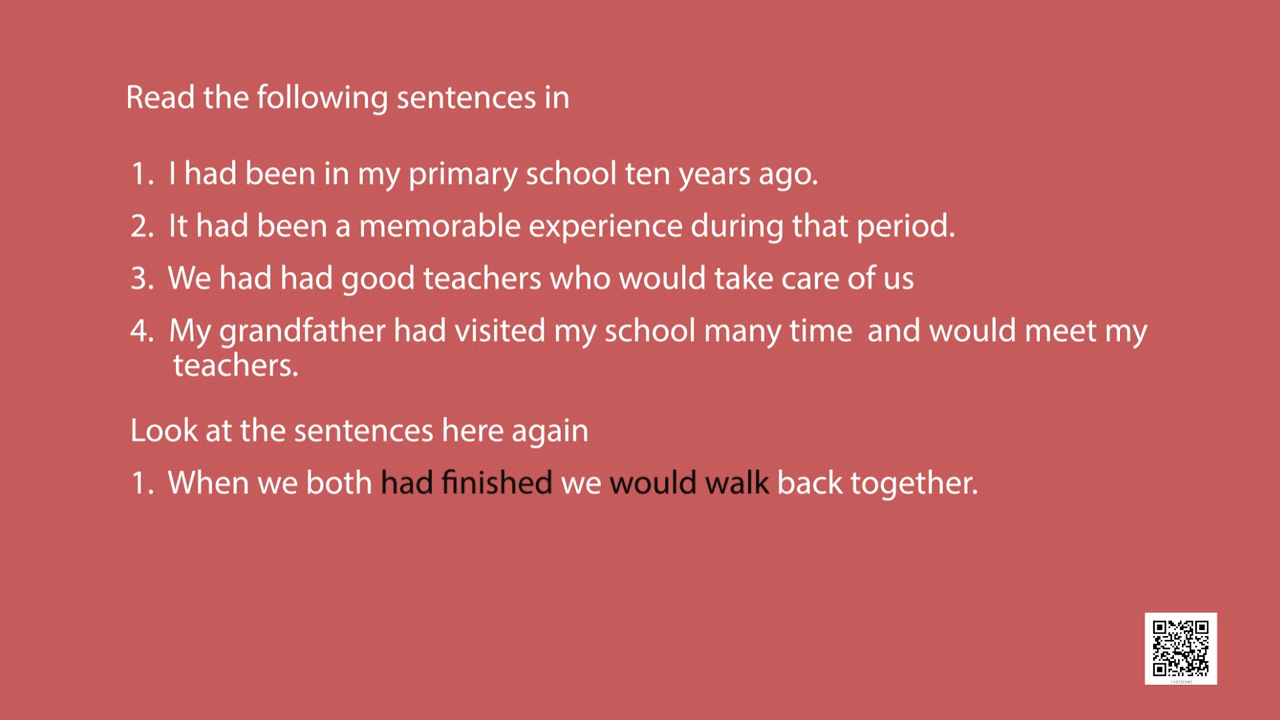 Read the following sentences in
1. I had been in my primary school ten years ago.
2. It had been a memorable experience during that period.
3. We had had good teachers who would take care of us
4. My grandfather had visited my school many time  and would meet my
teachers.
Look at the sentences here again
1. When we both had finished we would walk back together.